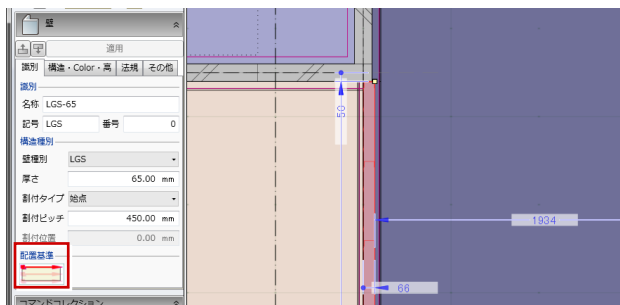 壁
適用
識別 構造・Color・高 法規 その他
識別
名称 LGS-65
記号 LGS 番号 0
構造種別
壁種別 LGS
厚さ 65.00 mm
割付タイプ 始点
割付ピッチ 450.00 mm
割付位置 0.00 mm
配置基準
コマンドコレクション
50
1934
66